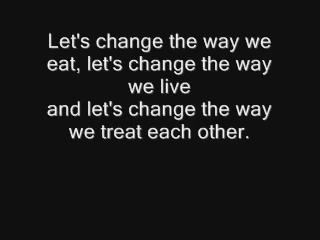 Let's change the way we
eat, let's change the way
we live
and let's change the way
we treat each other.